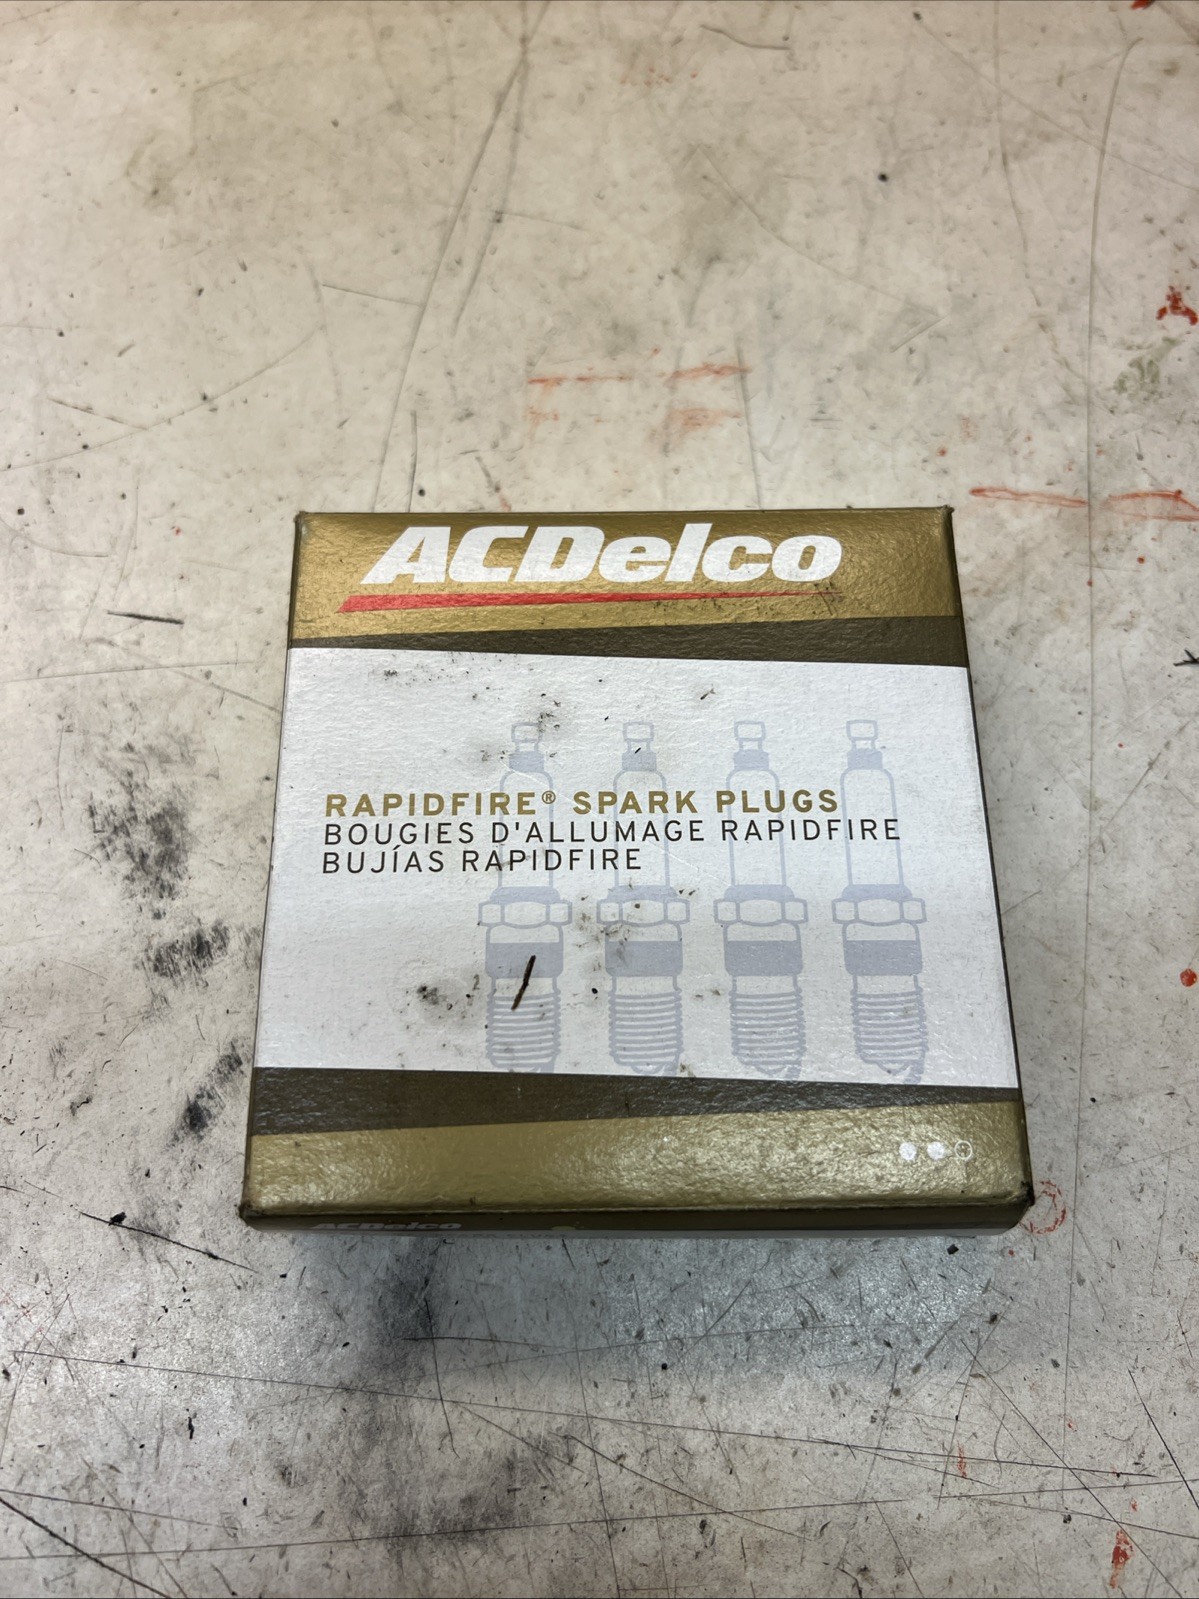 ACDelco
RAPIDFIRE® SPARK PLUGS
BOUGIES D'ALLUMAGE RAPIDFIRE
BUJÍAS RAPIDFIRE
ACDelco